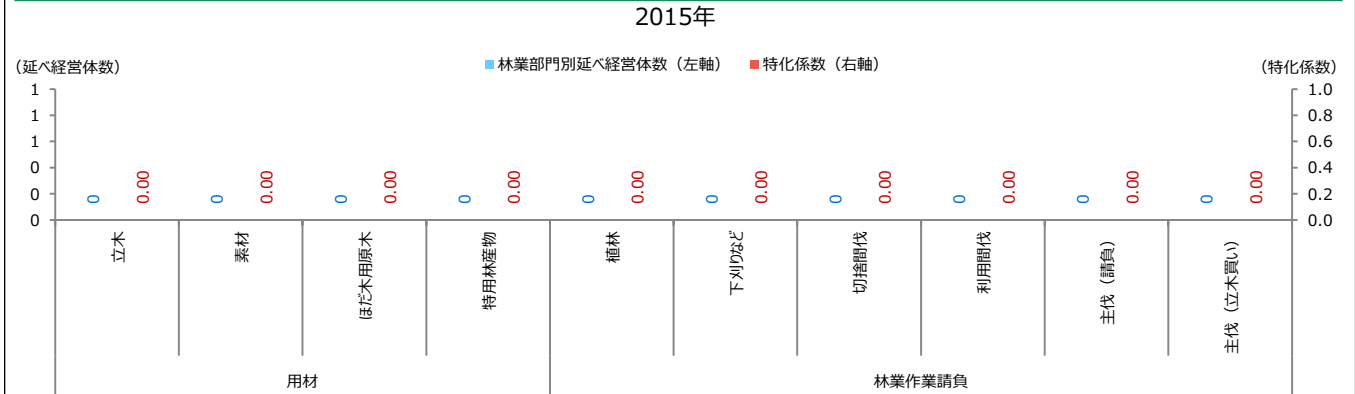 2015年
(延べ経営体数)
林業部門別延べ経営体数（左軸）
特化係数（右軸）
(特化係数)
1
1
1
0
0
0
1.0
0.8
0.6
0.4
0.2
0.0
0
0.00
0
0.00
0
0.00
0
0.00
0
0.00
0
0.00
0
0.00
0
0.00
0
0.00
0
0.00
立木
素材
ほだ木用原木
特用林産物
植林
下刈りなど
切捨間伐
利用間伐
主伐（請負）
主伐（立木買い）
用材
林業作業請負